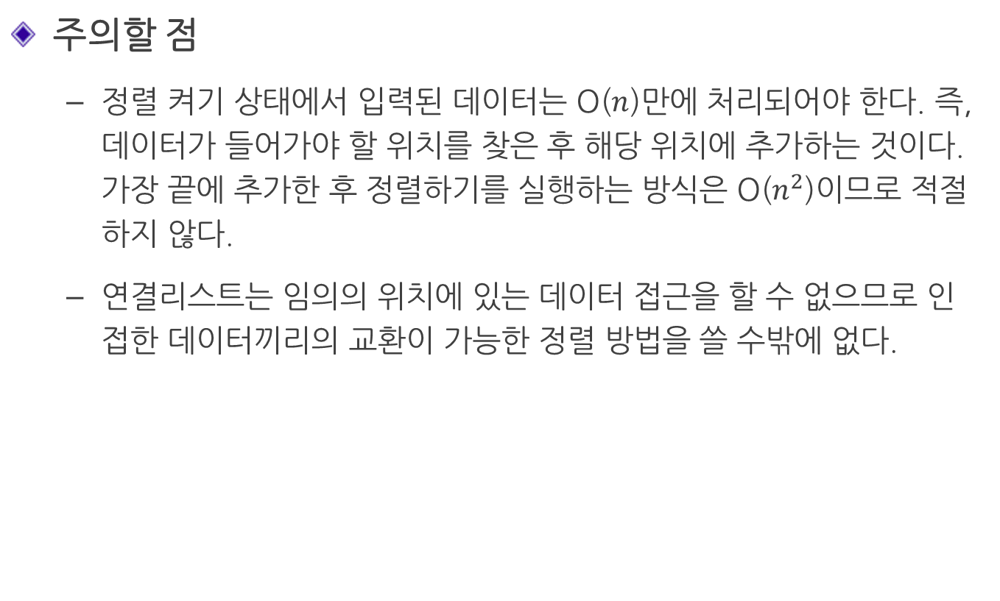 주의할 점
– 정렬 켜기 상태에서 입력된 데이터는 O(n)만에 처리되어야 한다. 즉,
데이터가 들어가야 할 위치를 찾은 후 해당 위치에 추가하는 것이다.
가장 끝에 추가한 후 정렬하기를 실행하는 방식은 O(n²)이므로 적절
하지 않다.
– 연결리스트는 임의의 위치에 있는 데이터 접근을 할 수 없으므로 인
접한 데이터끼리의 교환이 가능한 정렬 방법을 쓸 수밖에 없다.